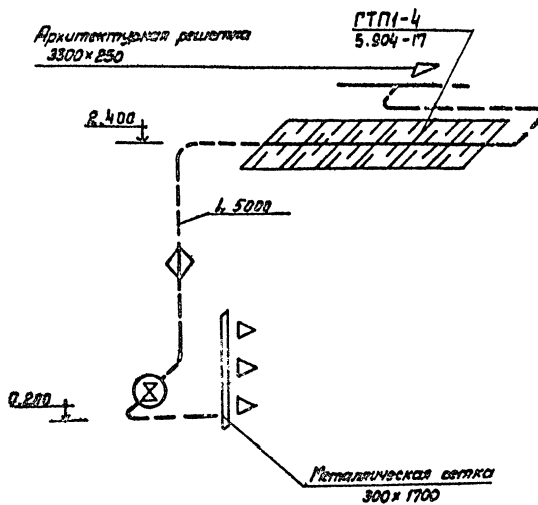 Архитектурная решетка
3300×250
ГТП1-4
5.904-17
2.400
L 5000
0.200
Металлическая сетка
300×1700